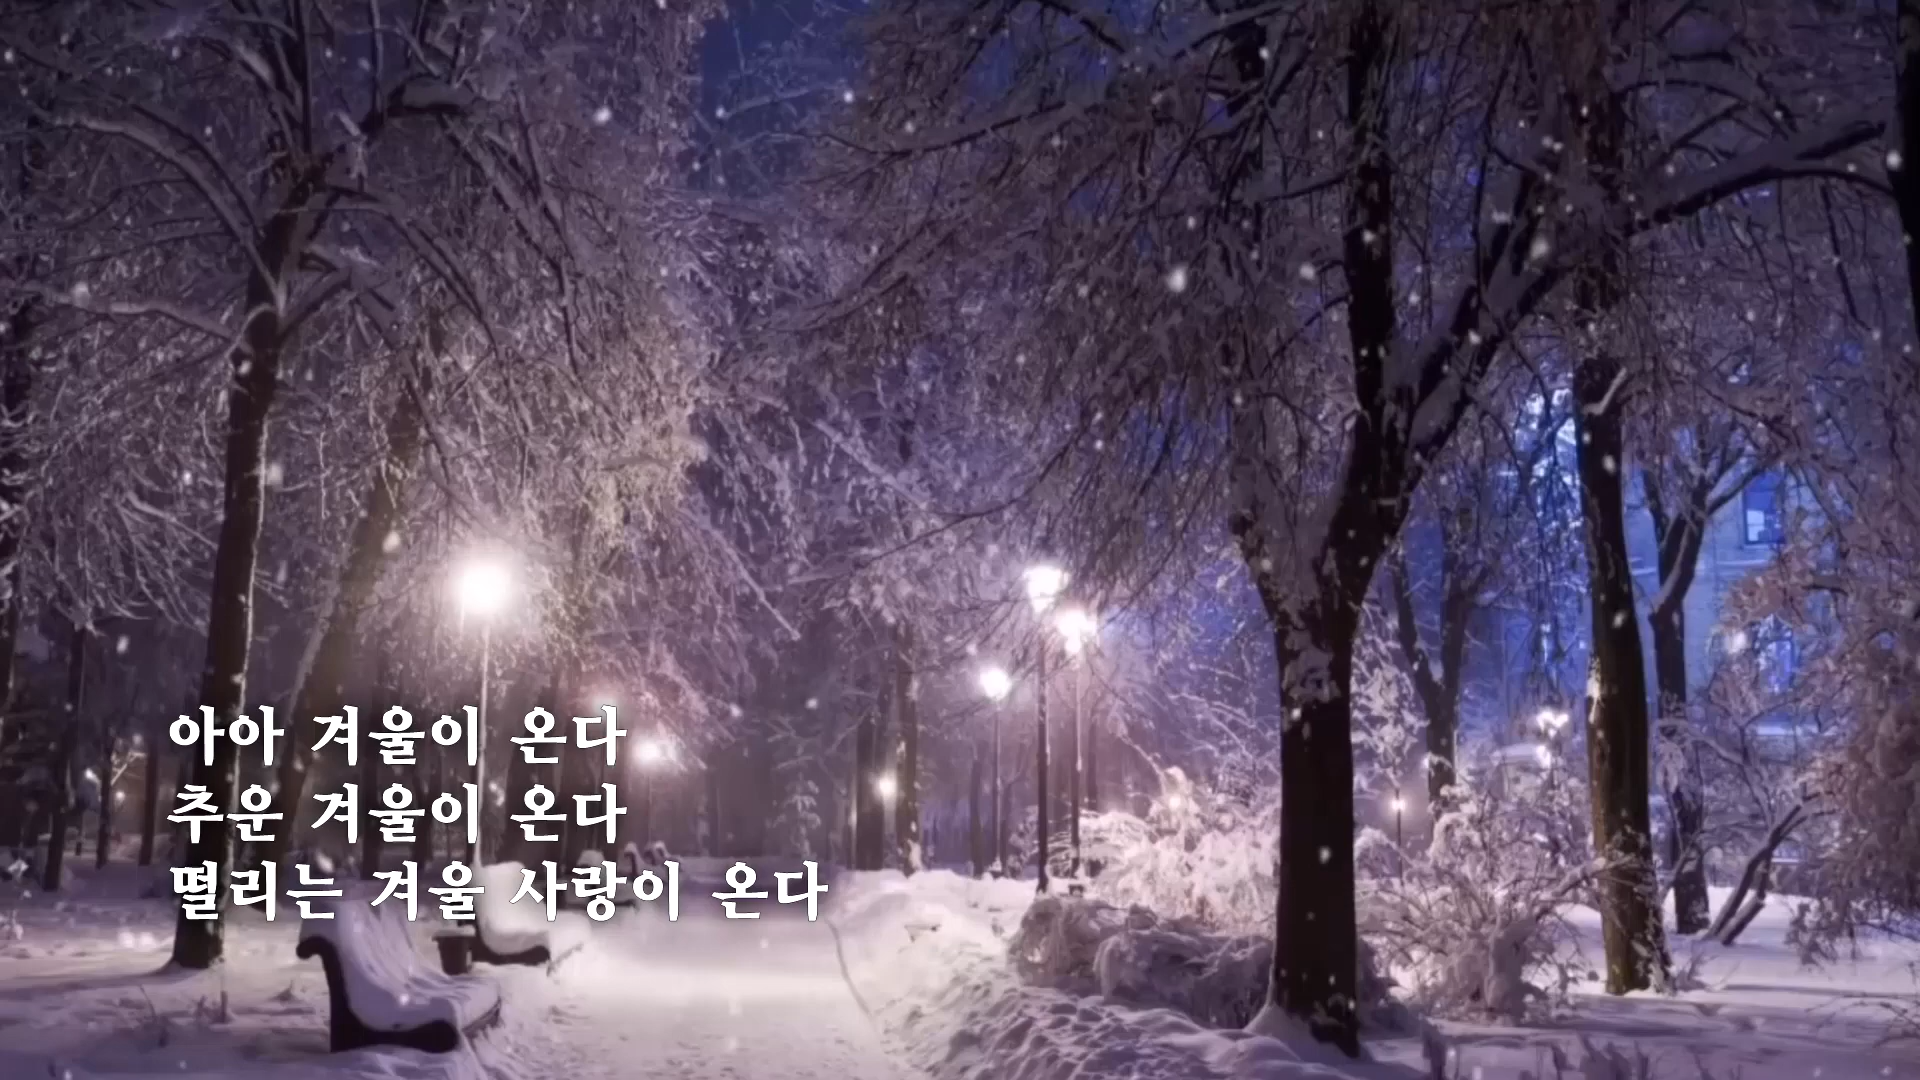 아아 겨울이 온다
추운 겨울이 온다
떨리는 겨울 사랑이 온다